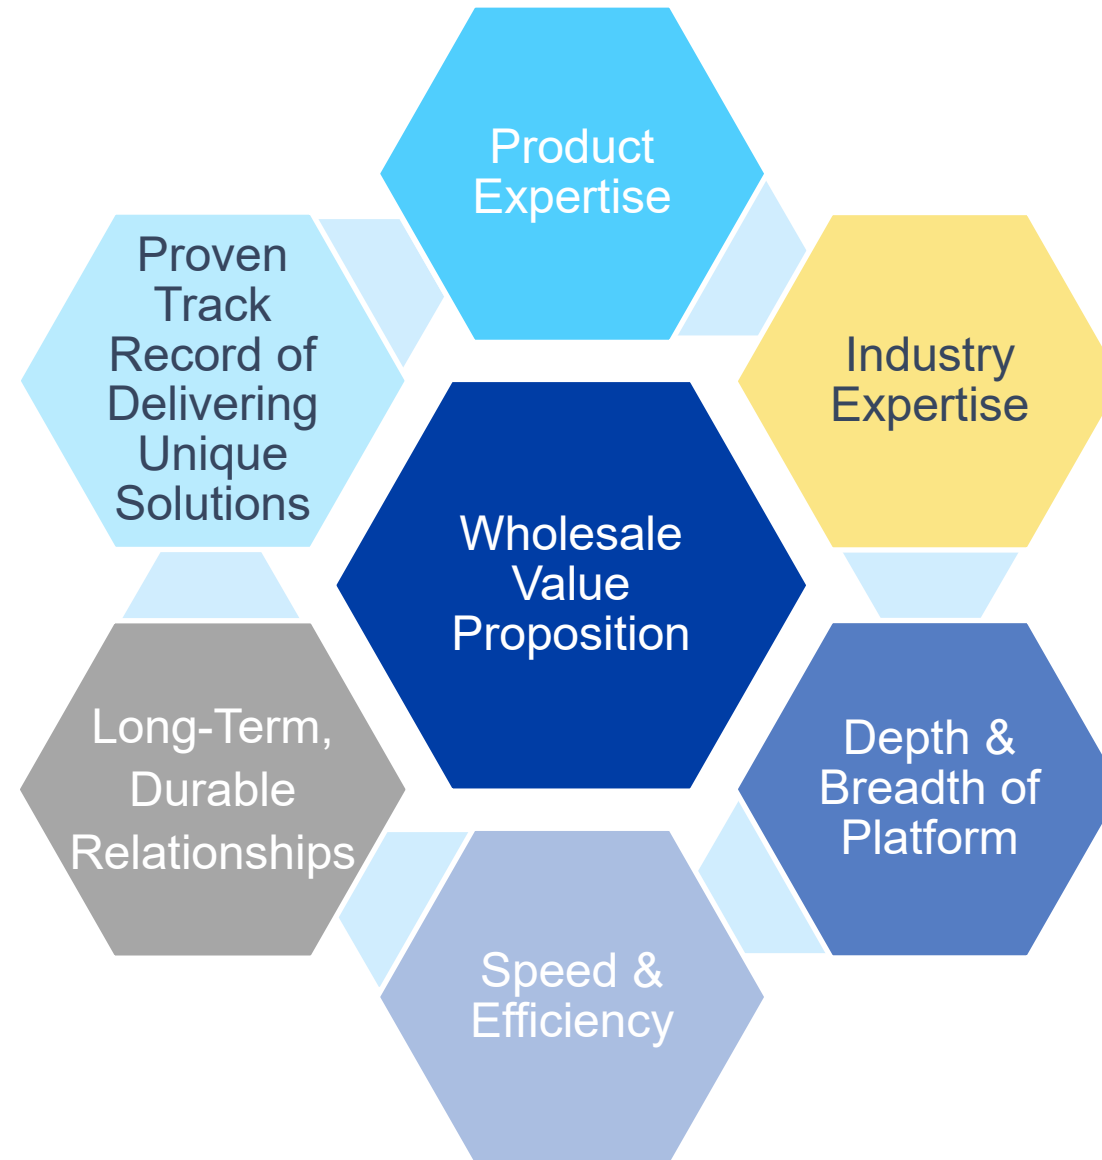 Product
Expertise
Proven
Track
Record of
Delivering
Unique
Solutions
Industry
Expertise
Wholesale
Value
Proposition
Long-Term,
Durable
Relationships
Depth &
Breadth of
Platform
Speed &
Efficiency